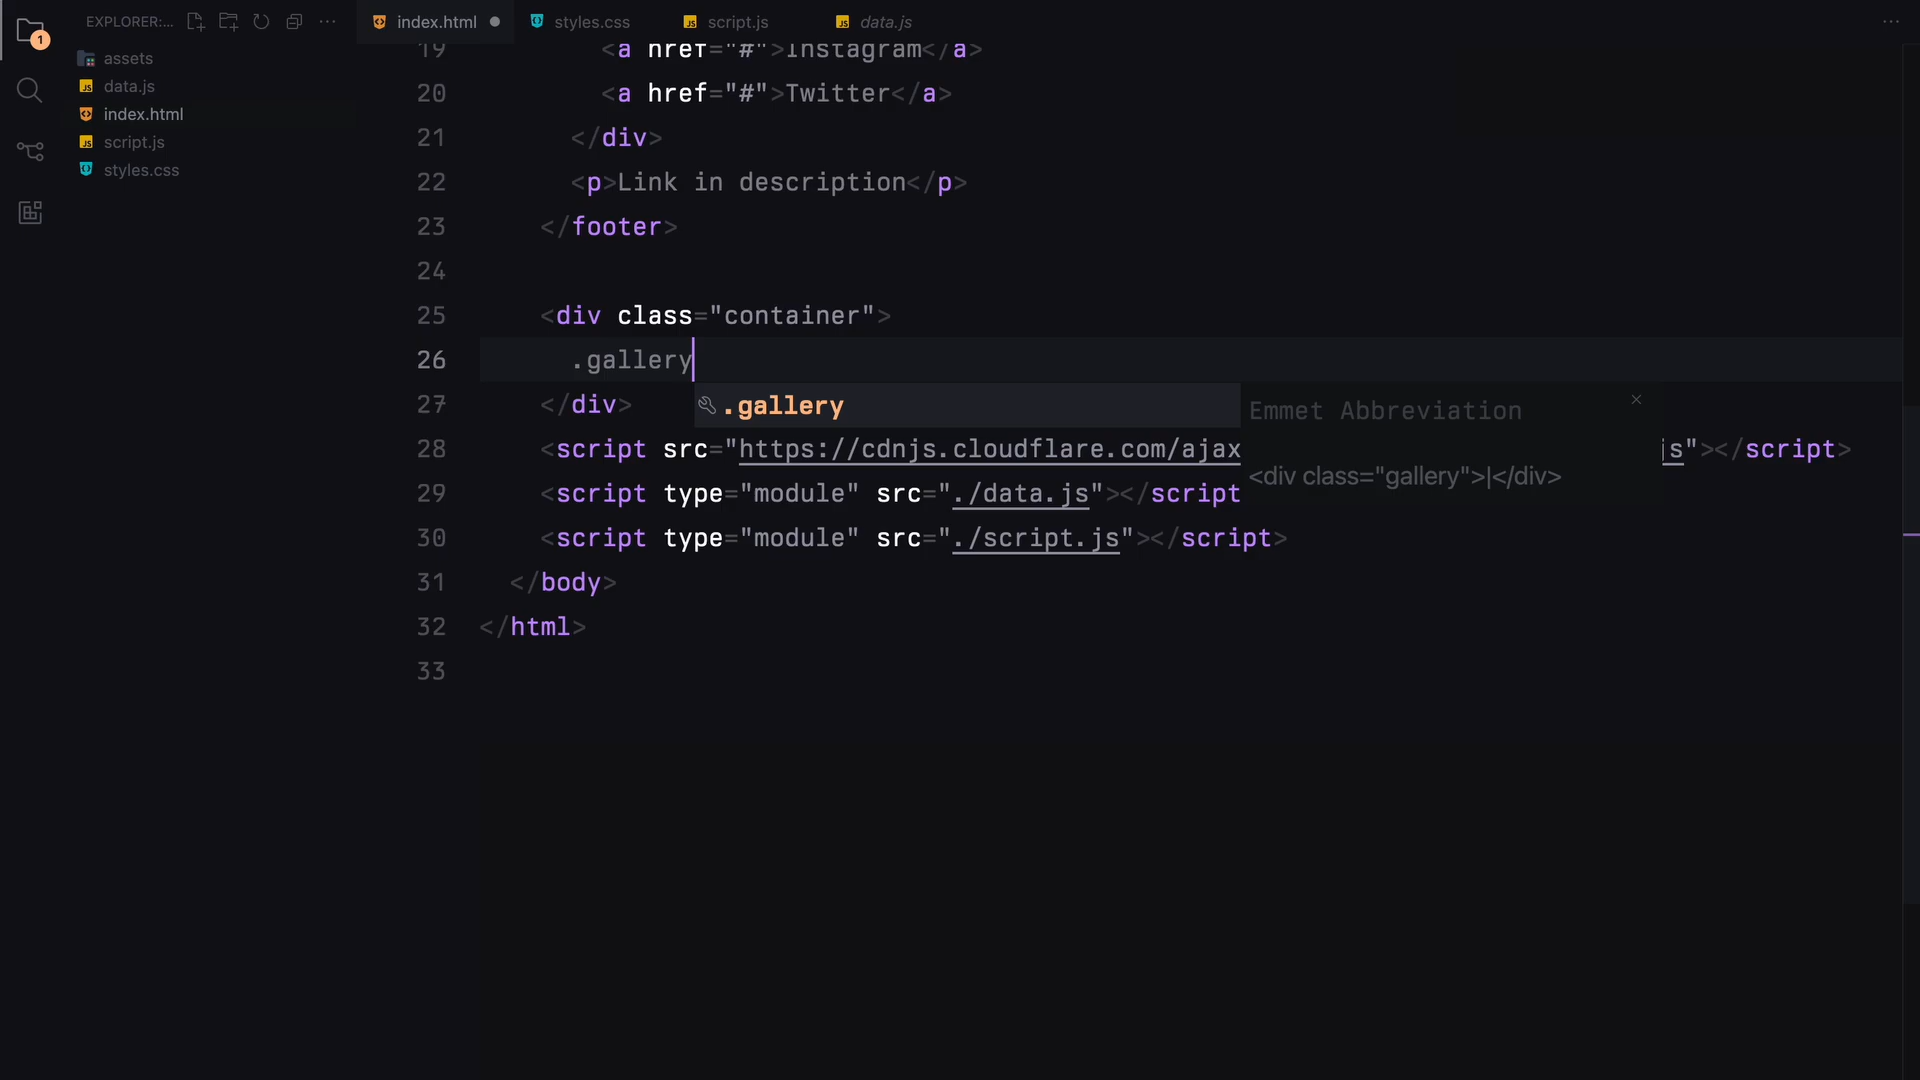 EXPLORER:...
index.html
styles.css
script.js
data.js
1
assets
data.js
index.html
script.js
styles.css
19 <a href="#">Instagram</a>
20 <a href="#">Twitter</a>
21 </div>
22 <p>Link in description</p>
23 </footer>
24
25 <div class="container">
26 .gallery
27 </div>
.gallery
Emmet Abbreviation
<div class="gallery">|</div>
28 <script src="https://cdnjs.cloudflare.com/ajax js"></script>
29 <script type="module" src="./data.js"></script
30 <script type="module" src="./script.js"></script>
31 </body>
32 </html>
33